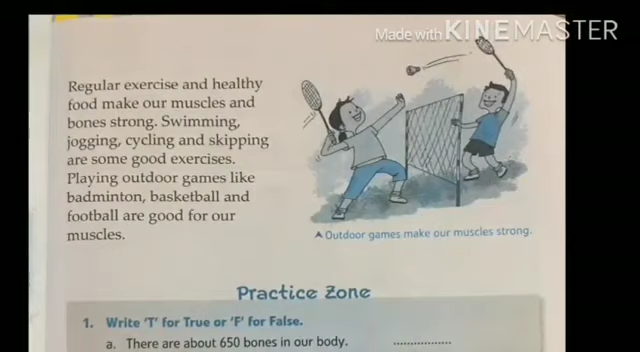 Made with KINEMASTER
Regular exercise and healthy
food make our muscles and
bones strong. Swimming,
jogging, cycling and skipping
are some good exercises.
Playing outdoor games like
badminton, basketball and
football are good for our
muscles.
Outdoor games make our muscles strong.
Practice Zone
1. Write 'T' for True or 'F' for False.
a. There are about 650 bones in our body. ................